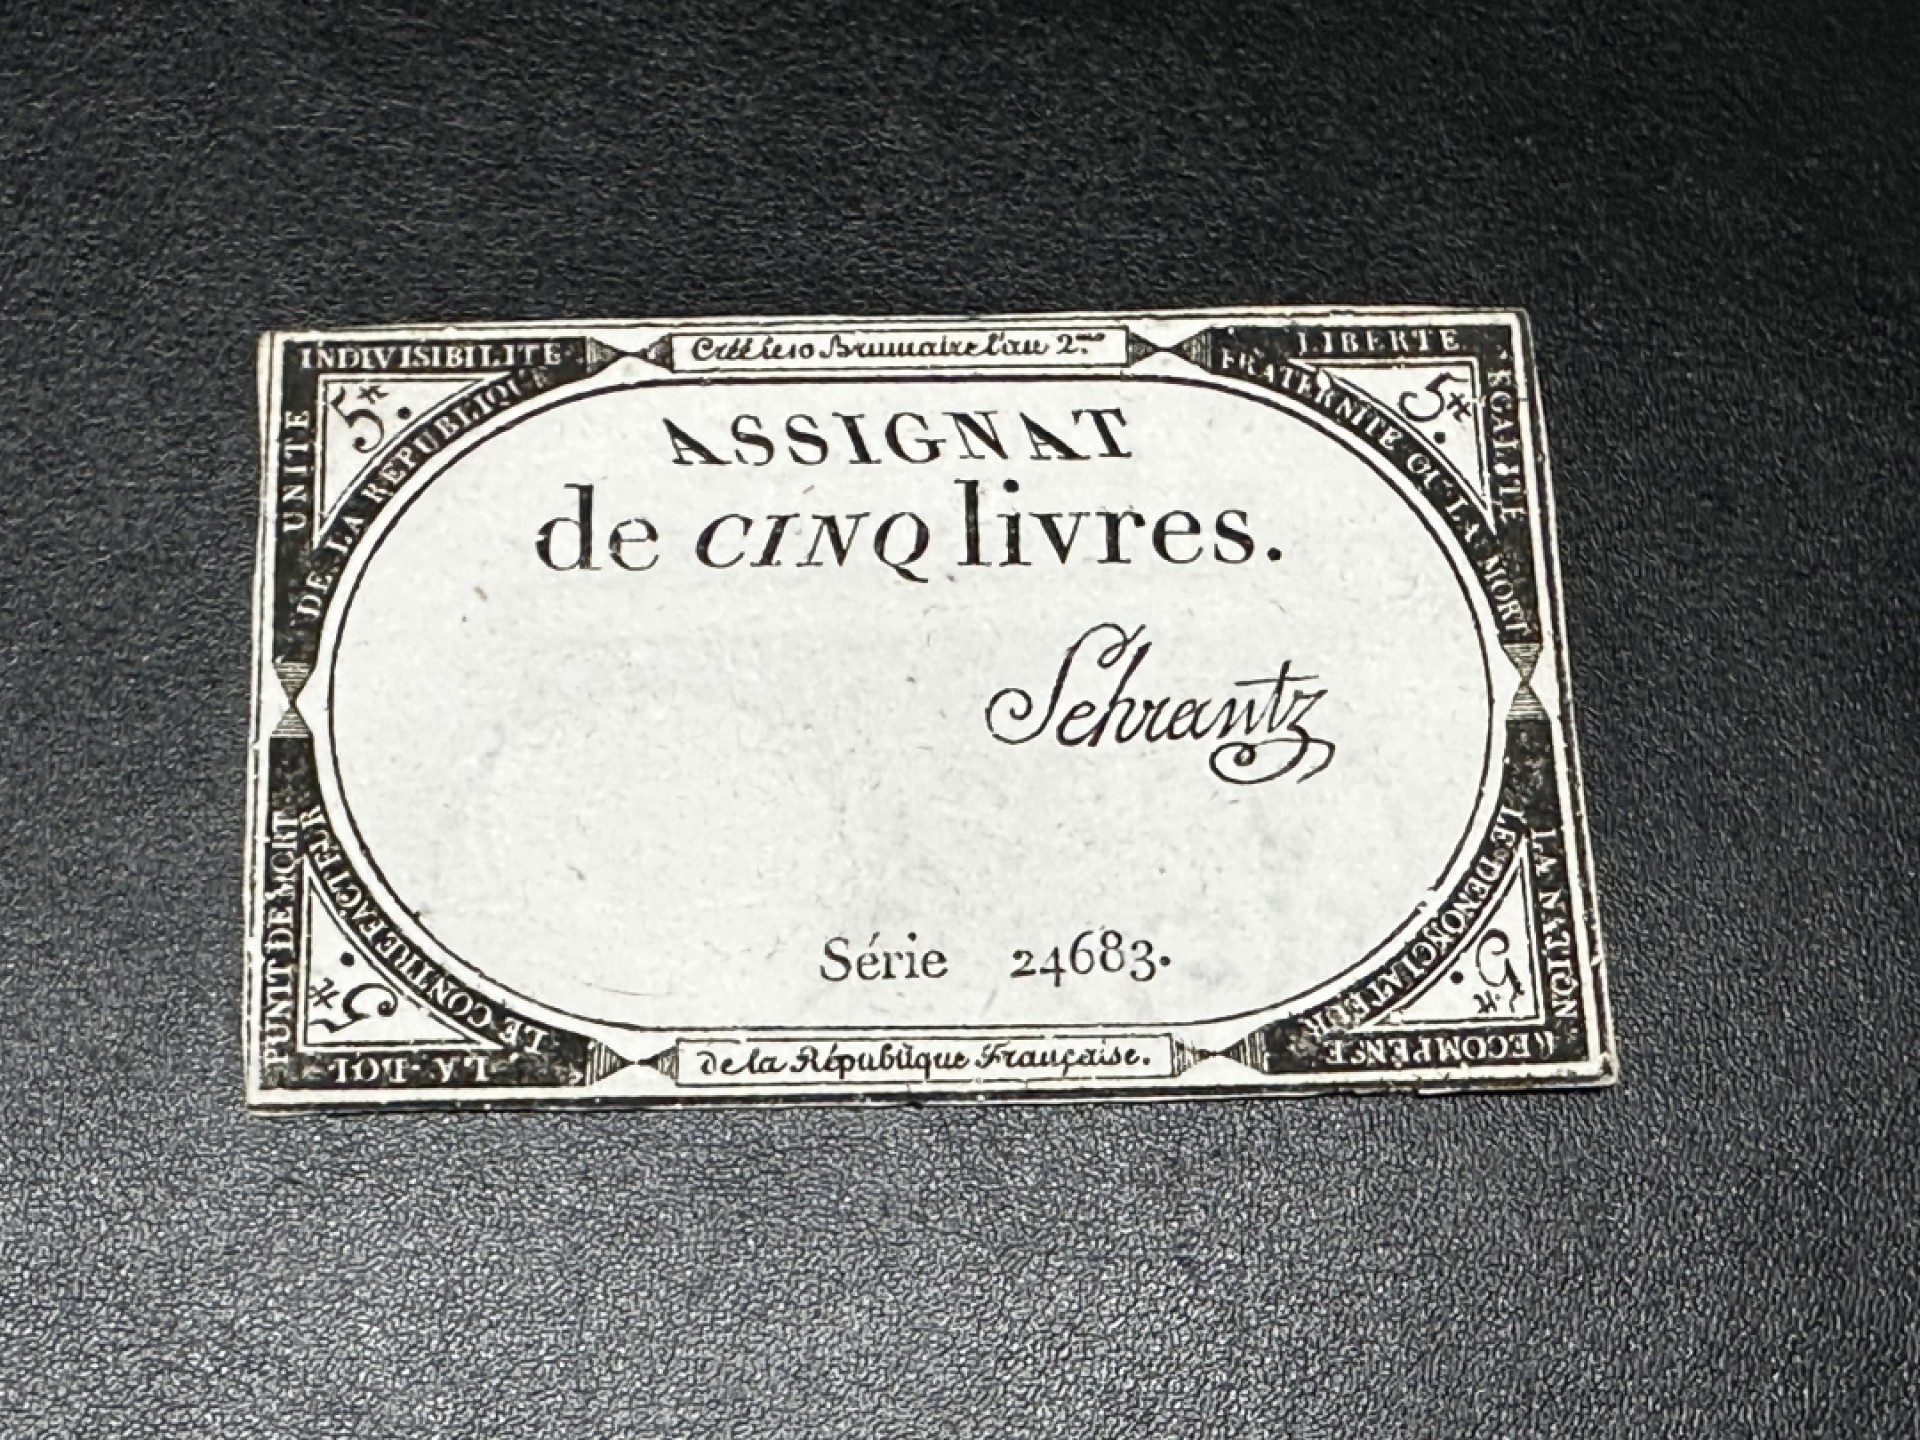 INDIVISIBILITE
UNITE
DE LA REPUBLIQUE
5#.
Créé le 10 Brumaire l'an 2.me
LIBERTE
EGALITE
FRATERNITE OU LA MORT
5#.
ASSIGNAT
de CINQ livres.
Sehrantz
Série 24683.
LA LOI
PUNIT DE MORT
LE CONTREFACTEUR
5#.
de la République Française.
LA NATION
RECOMPENSE
LE DENONCIATEUR
5#.